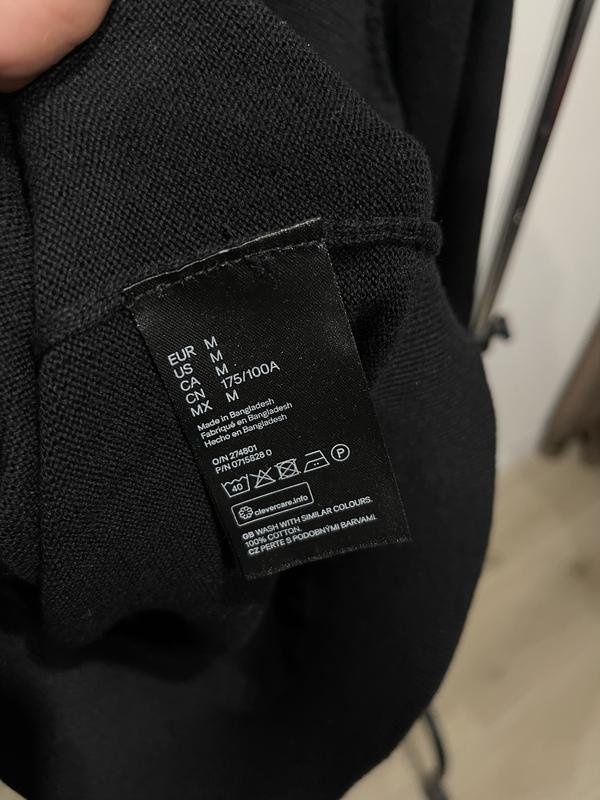 EUR M
US M
CA M
CN 175/100A
MX M
Made in Bangladesh
Fabriqué en Bangladesh
Hecho en Bangladesh
O/N 274801
P/N 0715828 0
40 P
clevercare.info
GB WASH WITH SIMILAR COLOURS.
100% COTTON.
CZ PERTE S PODOBNÝMI BARVAMI.